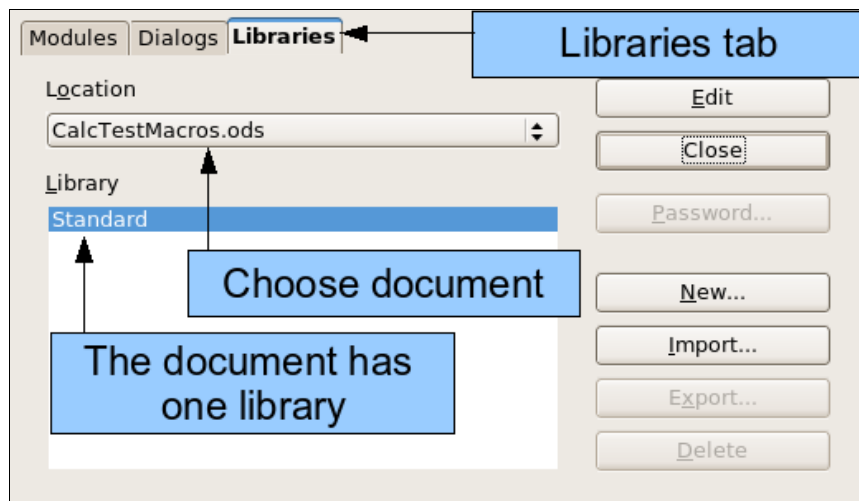 Modules Dialogs Libraries
Libraries tab
Location
CalcTestMacros.ods
Library
Standard
Choose document
The document has
one library
Edit
Close
Password...
New...
Import...
Export...
Delete